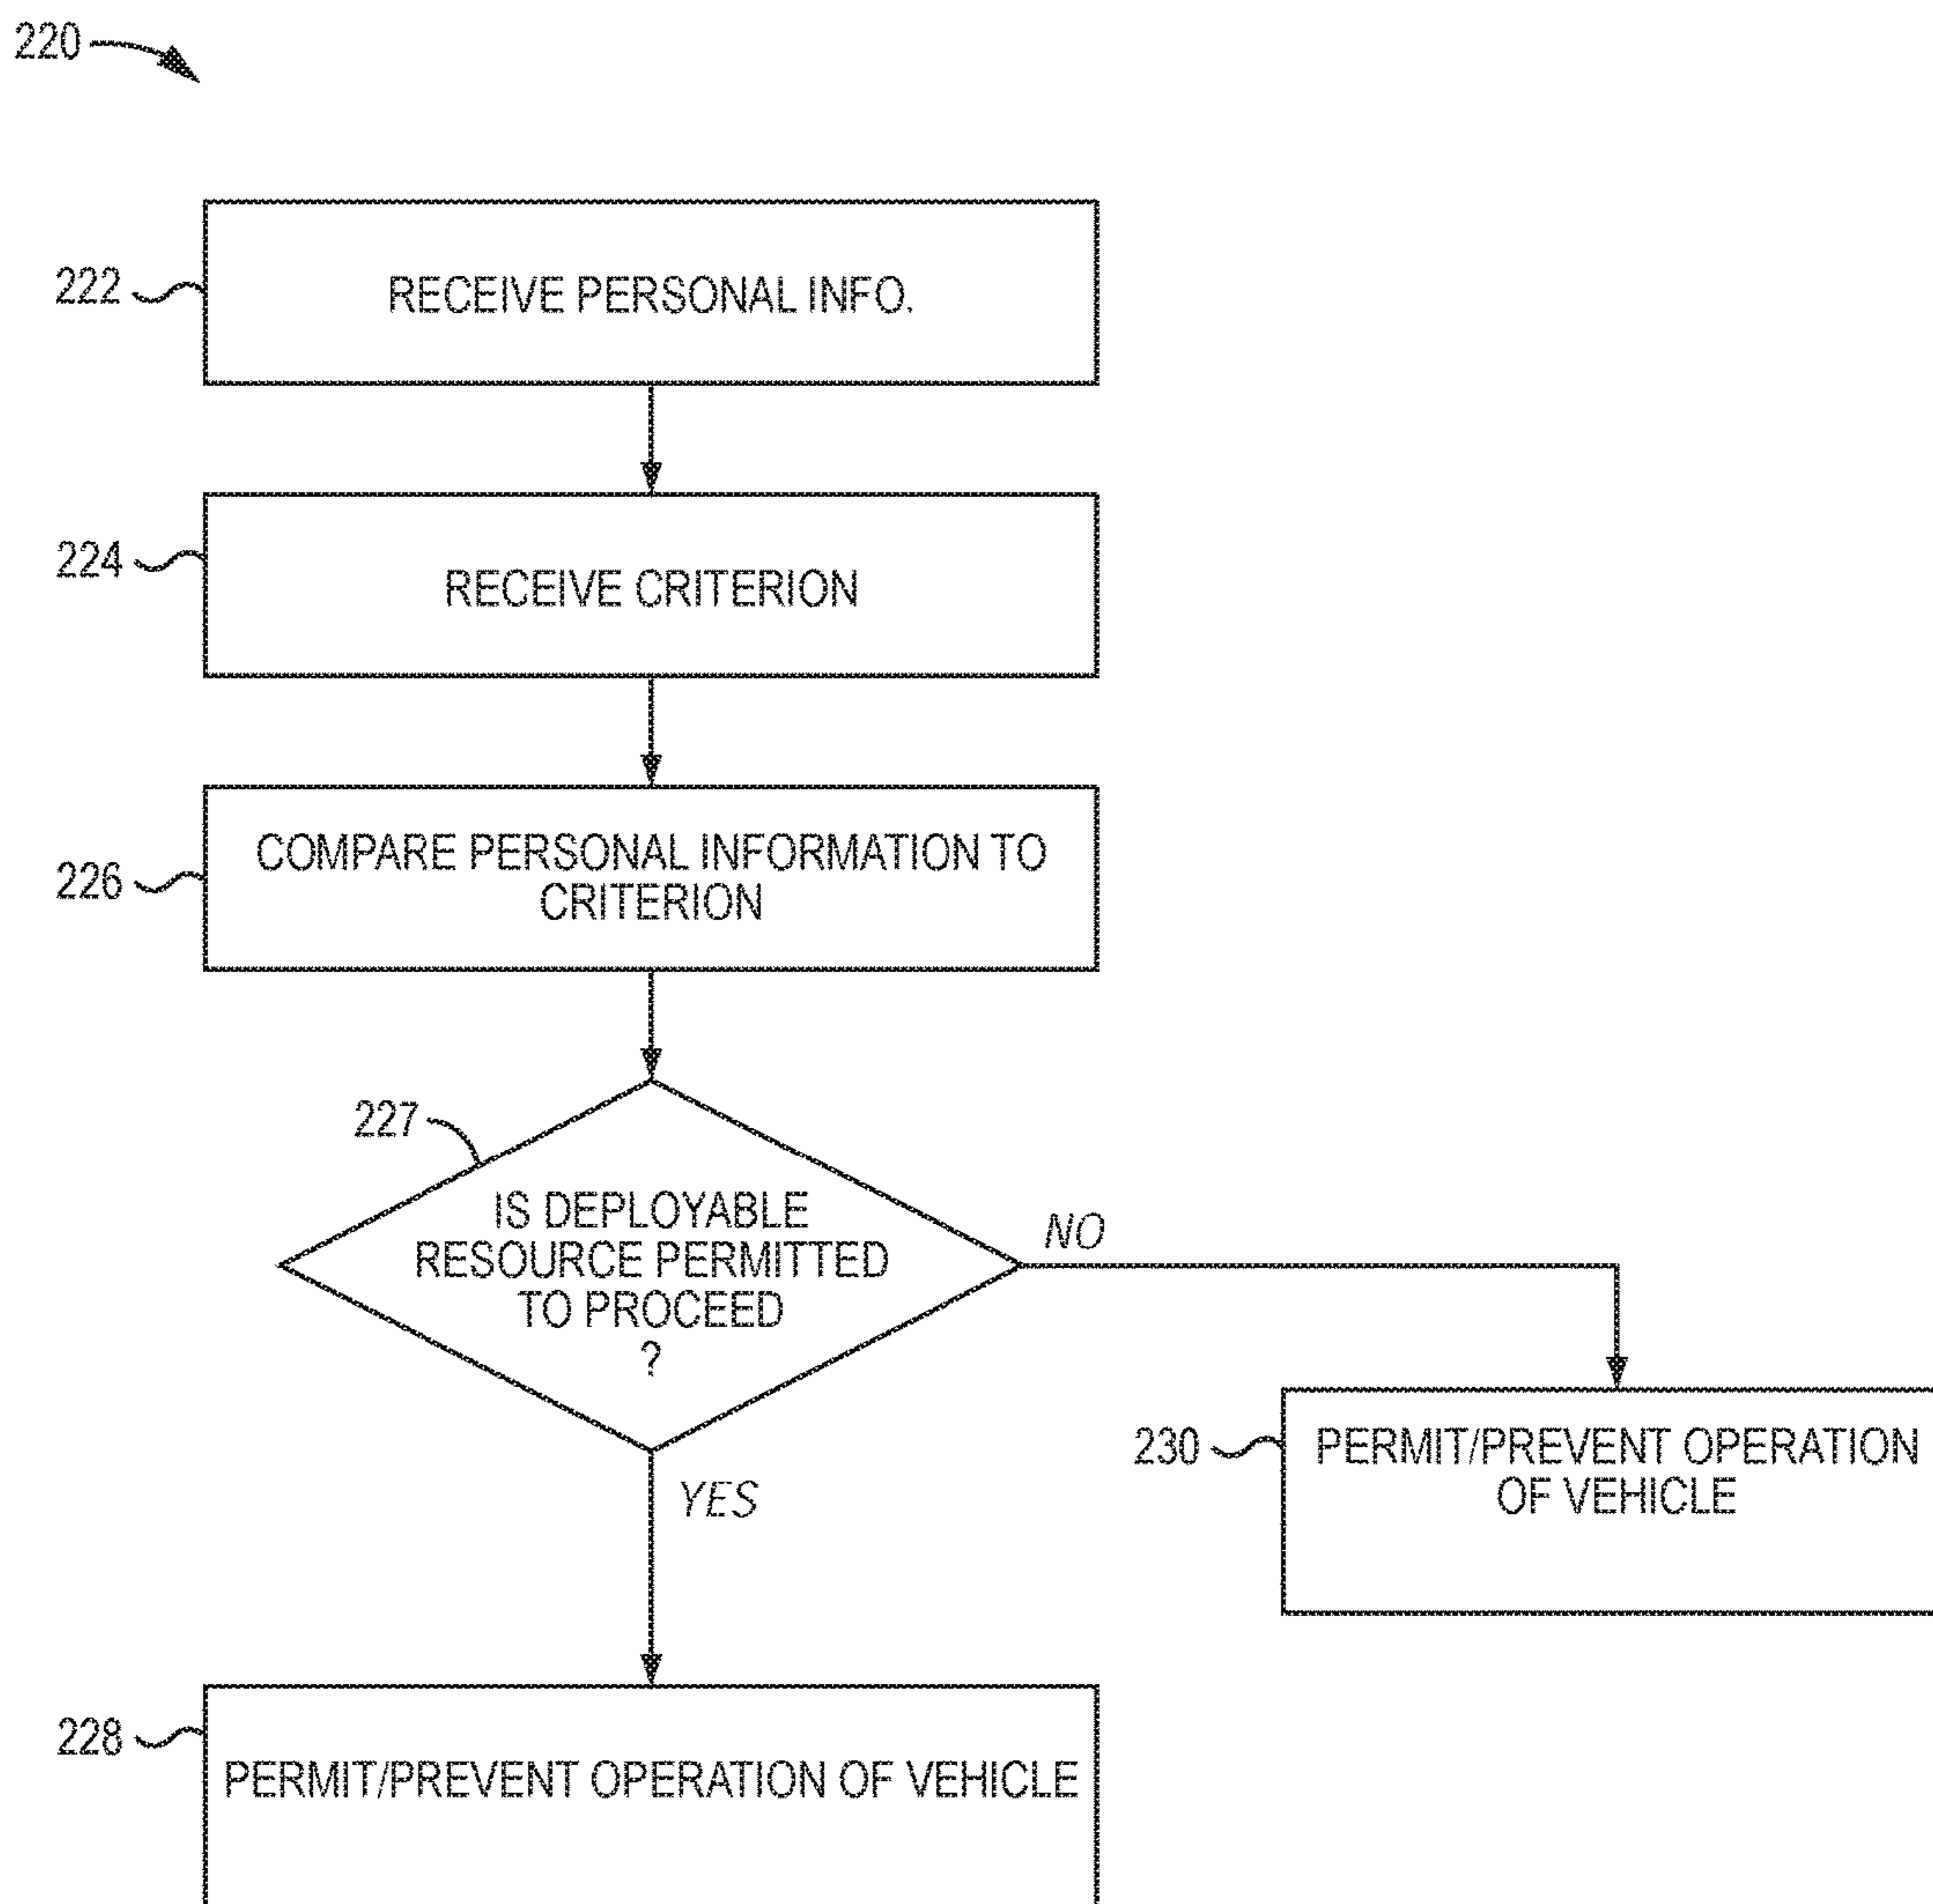 220
222
RECEIVE PERSONAL INFO.
224
RECEIVE CRITERION
226
COMPARE PERSONAL INFORMATION TO
CRITERION
227
IS DEPLOYABLE
RESOURCE PERMITTED
TO PROCEED
?
NO
YES
230
PERMIT/PREVENT OPERATION
OF VEHICLE
228
PERMIT/PREVENT OPERATION OF VEHICLE